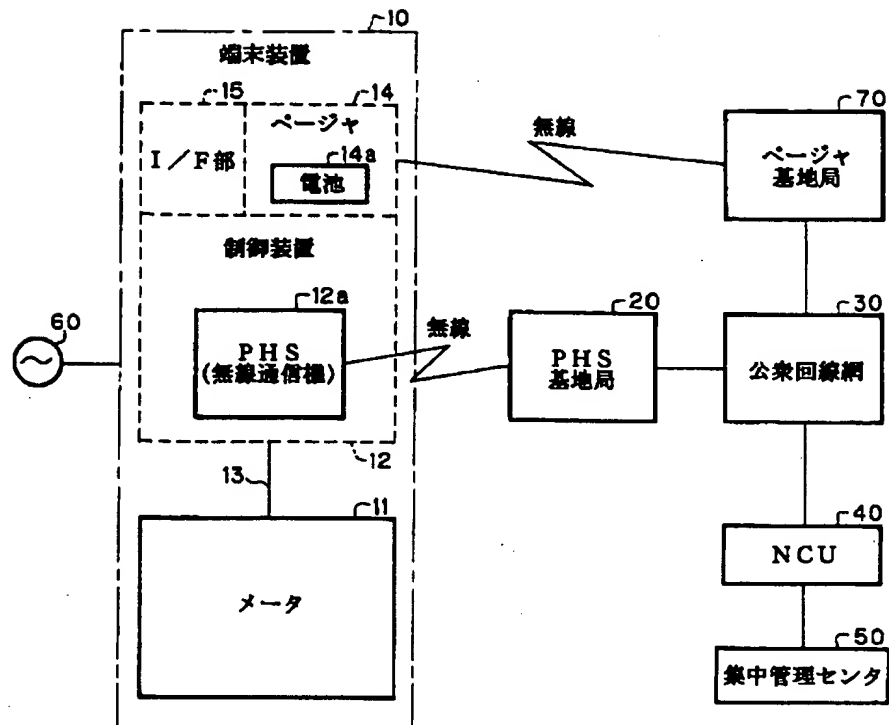 10
端末装置
15
14
ページャ
I/F部
14a
電池
無線
70
ページャ
基地局
制御装置
12a
PHS
(無線通信機)
無線
20
PHS
基地局
30
公衆回線網
60
12
13
11
メータ
40
NCU
50
集中管理センタ